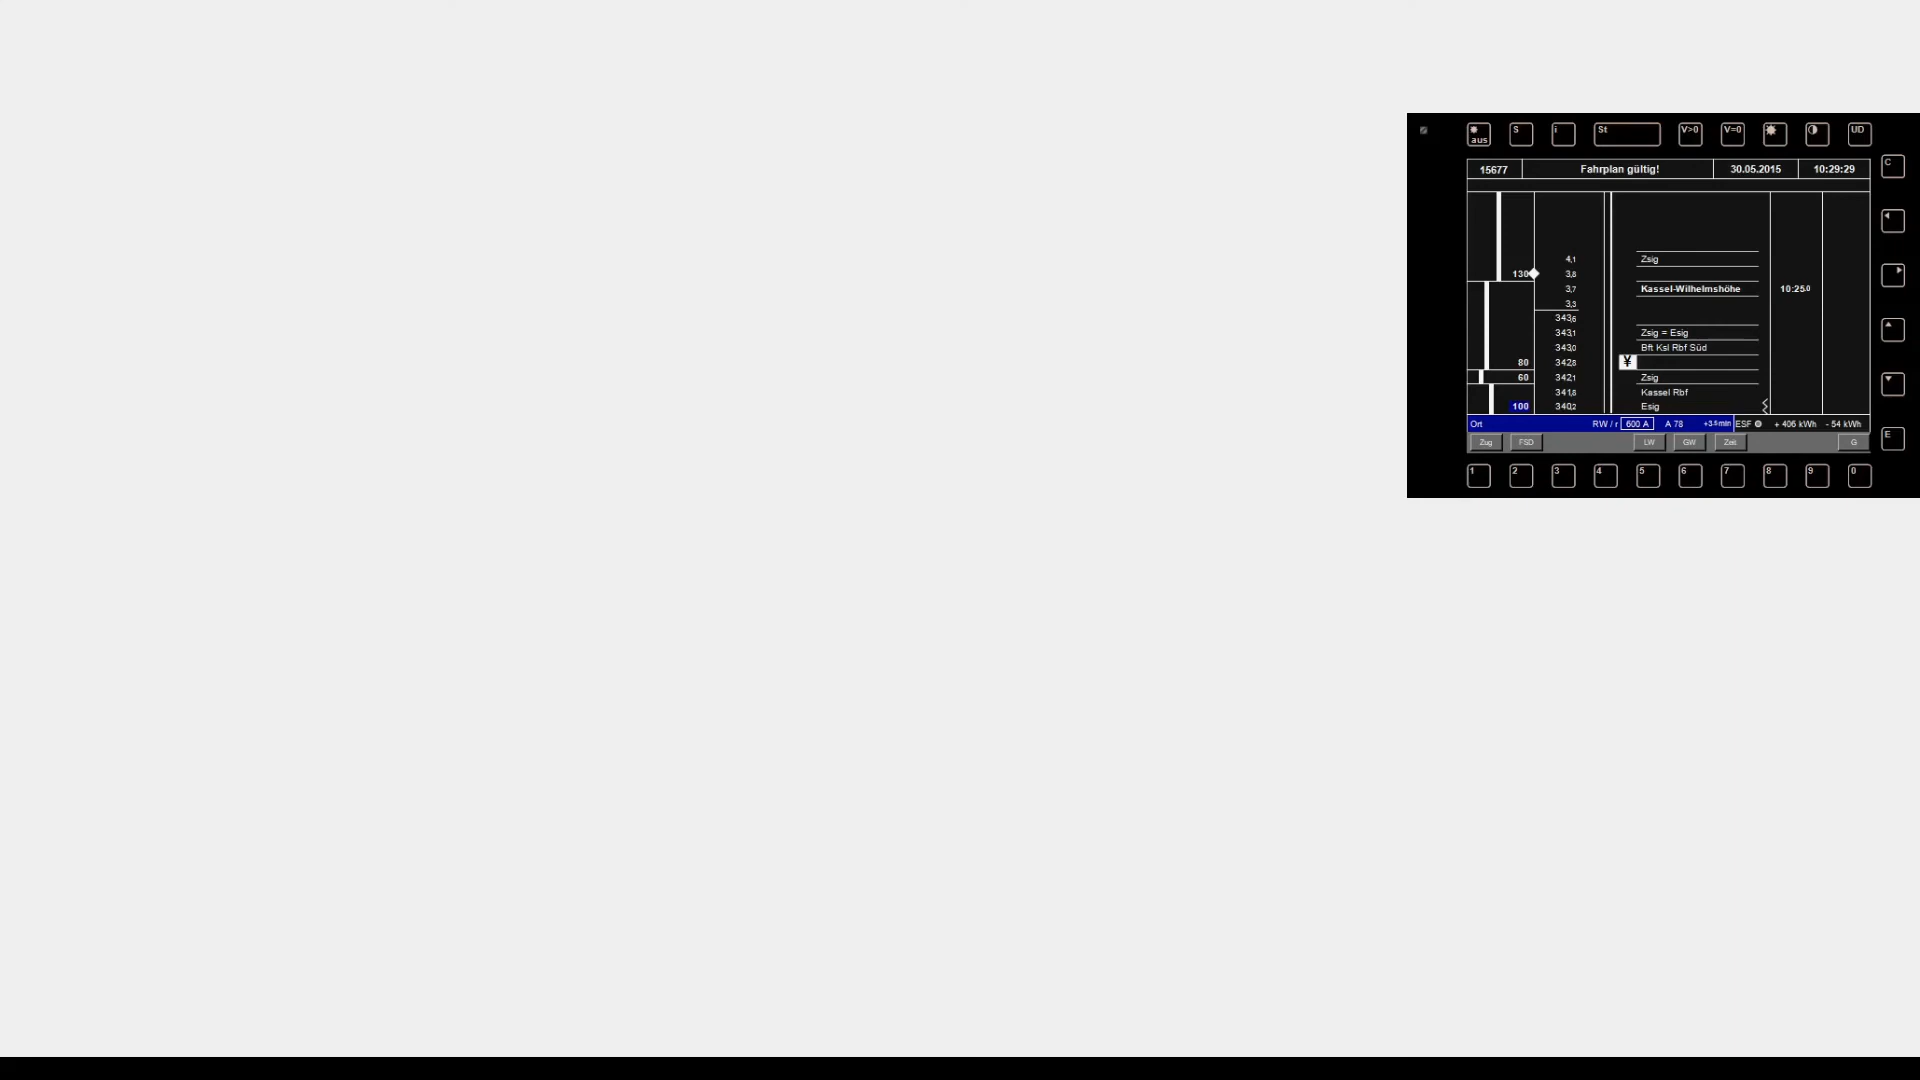 aus S i St V>0 V=0 UD
C
15677 Fahrplan gültig! 30.05.2015 10:29:29
4,1 Zsig
130 3,8
3,7 Kassel-Wilhelmshöhe 10:25.0
3,3
343,6
343,1 Zsig = Esig
343,0 Bft Ksl Rbf Süd
80 342,8 ¥
60 342,1 Zsig
341,8 Kassel Rbf
100 340,2 Esig
Ort RW / r 600 A A 78 +3.5min ESF + 406 kWh - 54 kWh
E
Zug FSD LW GW Zeit G
1 2 3 4 5 6 7 8 9 0